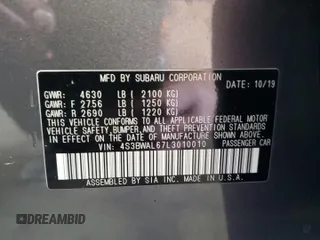 MFD BY SUBARU CORPORATION
DATE: 10/19
GVWR: 4630 LB ( 2100 KG)
GAWR: F 2756 LB ( 1250 KG)
GAWR: R 2690 LB ( 1220 KG)
THIS VEHICLE CONFORMS TO ALL
APPLICABLE FEDERAL MOTOR VEHICLE
SAFETY, BUMPER, AND THEFT PREVENTION
STANDARDS IN EFFECT ON THE DATE OF
MANUFACTURE SHOWN ABOVE.
VIN: 4S3BWAL67L3010010 PASSENGER CAR
ASSEMBLED BY SIA INC. MADE IN U.S.A.
DREAMBID